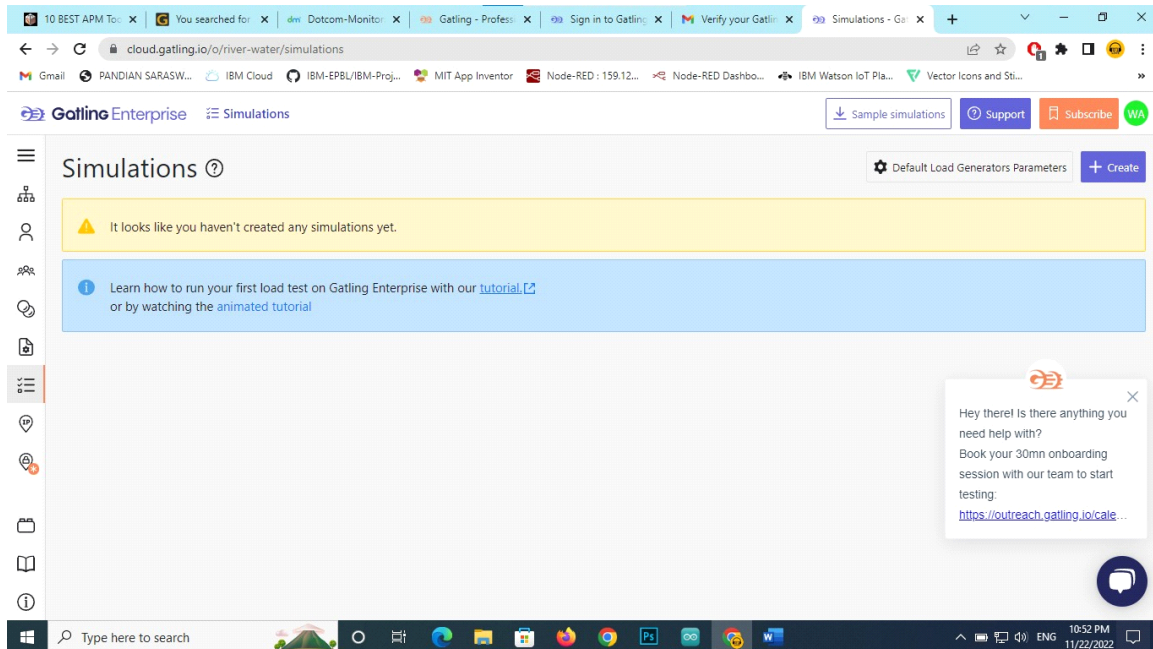 10 BEST APM Too
You searched for
dm Dotcom-Monitor
Gatling - Profess
Sign in to Gatling
Verify your Gatlin
Simulations - Gat
cloud.gatling.io/o/river-water/simulations
1
Gmail
PANDIAN SARASW...
IBM Cloud
IBM-EPBL/IBM-Proj...
MIT App Inventor
Node-RED : 159.12...
Node-RED Dashbo...
IBM Watson IoT Pla...
Vector Icons and Sti...
»
Gatling Enterprise
Simulations
Sample simulations
Support
Subscribe
WA
Simulations
Default Load Generators Parameters
+ Create
It looks like you haven't created any simulations yet.
Learn how to run your first load test on Gatling Enterprise with our tutorial.
or by watching the animated tutorial
IP
Hey there! Is there anything you
need help with?
Book your 30mn onboarding
session with our team to start
testing:
https://outreach.gatling.io/cale...
Type here to search
Ps
W
ENG
10:52 PM
11/22/2022